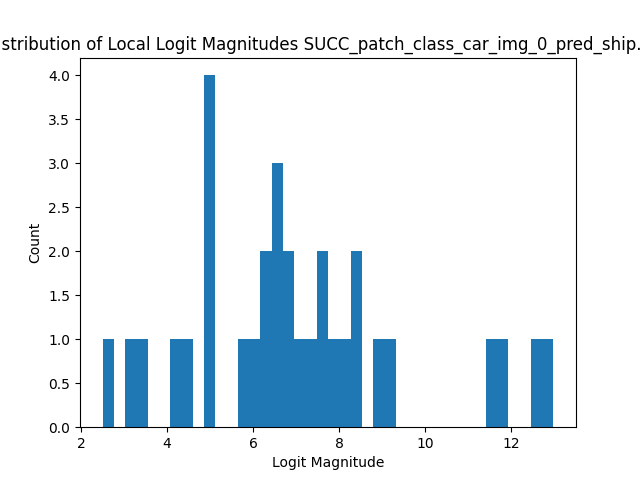 stribution of Local Logit Magnitudes SUCC_patch_class_car_img_0_pred_ship.
4.0
3.5
3.0
2.5
2.0
1.5
1.0
0.5
0.0
Count
2 4 6 8 10 12
Logit Magnitude